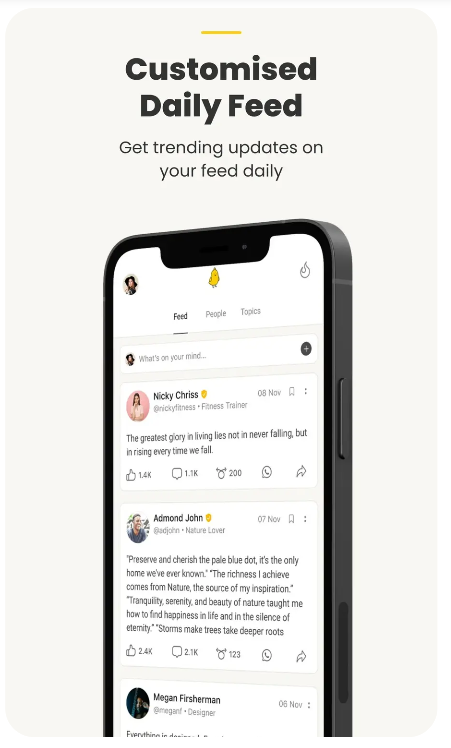 Customised
Daily Feed
Get trending updates on
your feed daily
Feed People Topics
What's on your mind...
Nicky Chriss 08 Nov
@nickyfitness • Fitness Trainer
The greatest glory in living lies not in never falling, but
in rising every time we fall.
1.4K 1.1K 200
Admond John 07 Nov
@adjohn • Nature Lover
"Preserve and cherish the pale blue dot, it's the only
home we've ever known." "The richness I achieve
comes from Nature, the source of my inspiration."
"Tranquility, serenity, and beauty of nature taught me
how to find happiness in life and in the silence of
eternity." "Storms make trees take deeper roots
2.4K 2.1K 123
Megan Firsherman 06 Nov
@meganf • Designer
Everything is